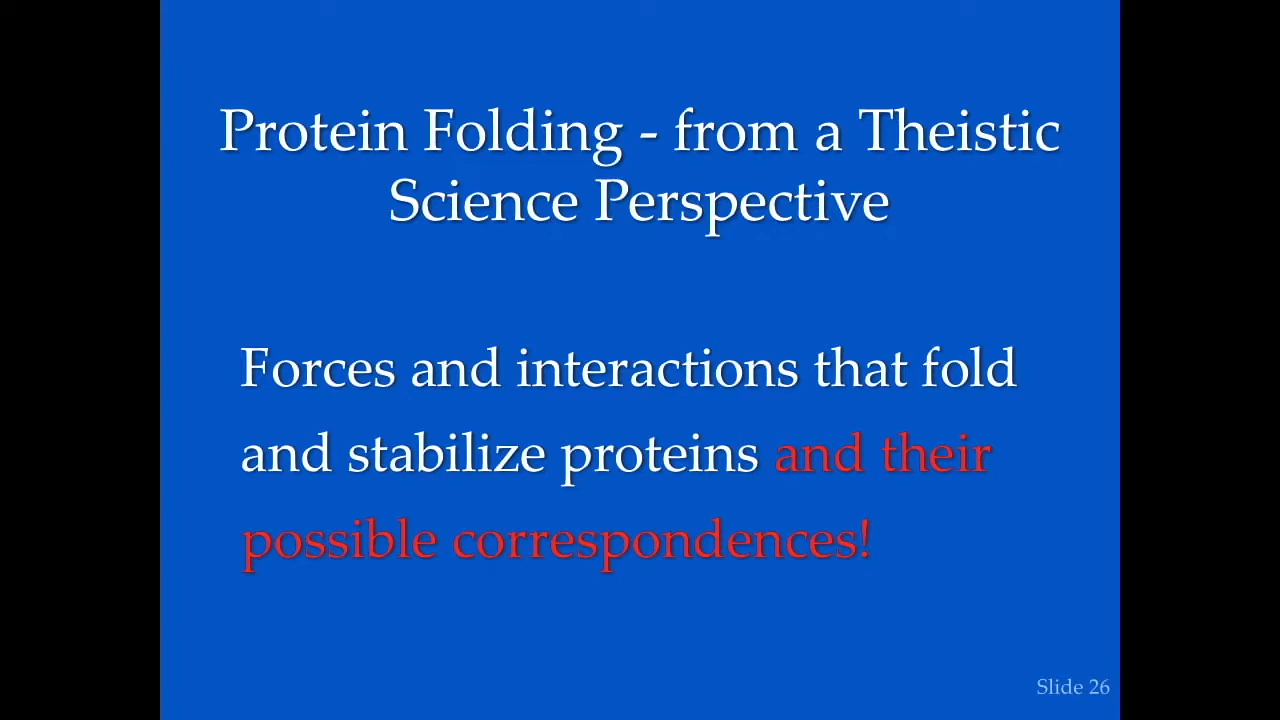 Protein Folding - from a Theistic
Science Perspective
Forces and interactions that fold
and stabilize proteins and their
possible correspondences!
Slide 26